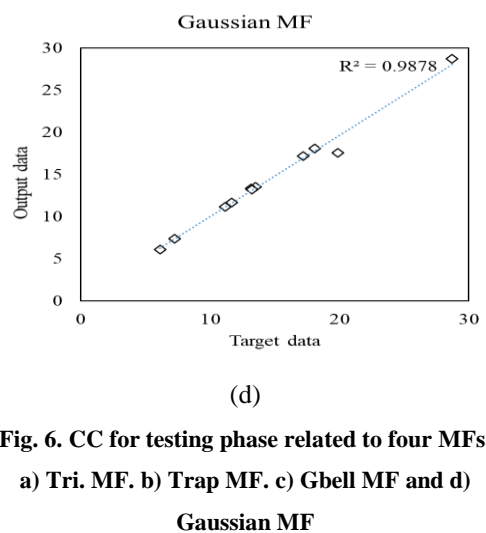 Gaussian MF
30
R² = 0.9878
25
20
15
10
5
0
Output data
0 10 20 30
Target data
(d)
Fig. 6. CC for testing phase related to four MFs
a) Tri. MF. b) Trap MF. c) Gbell MF and d)
Gaussian MF